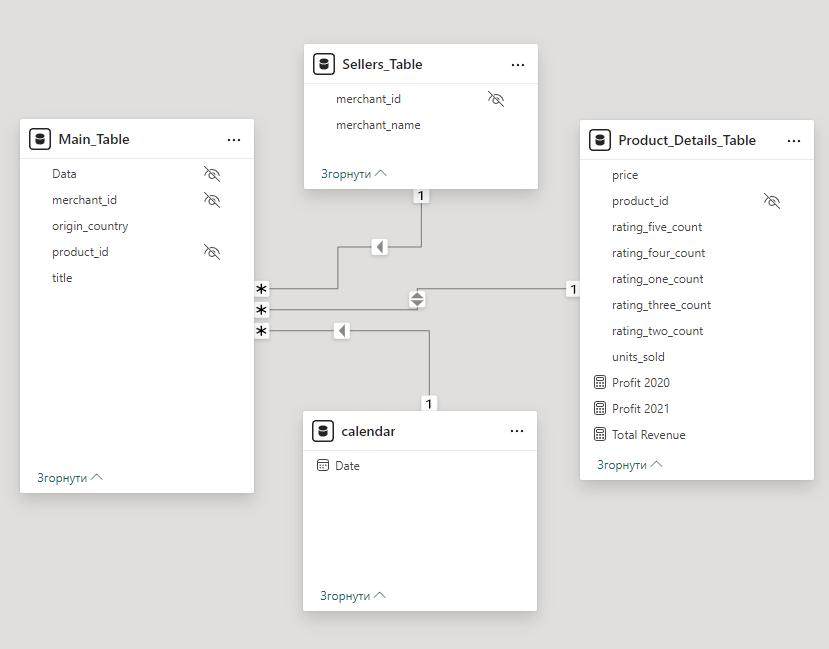 Sellers_Table
merchant_id
merchant_name
Згорнути
Main_Table
Data
merchant_id
origin_country
product_id
title
Згорнути
Product_Details_Table
price
product_id
rating_five_count
rating_four_count
rating_one_count
rating_three_count
rating_two_count
units_sold
Profit 2020
Profit 2021
Total Revenue
Згорнути
1
*
*
1
*
1
calendar
Date
Згорнути